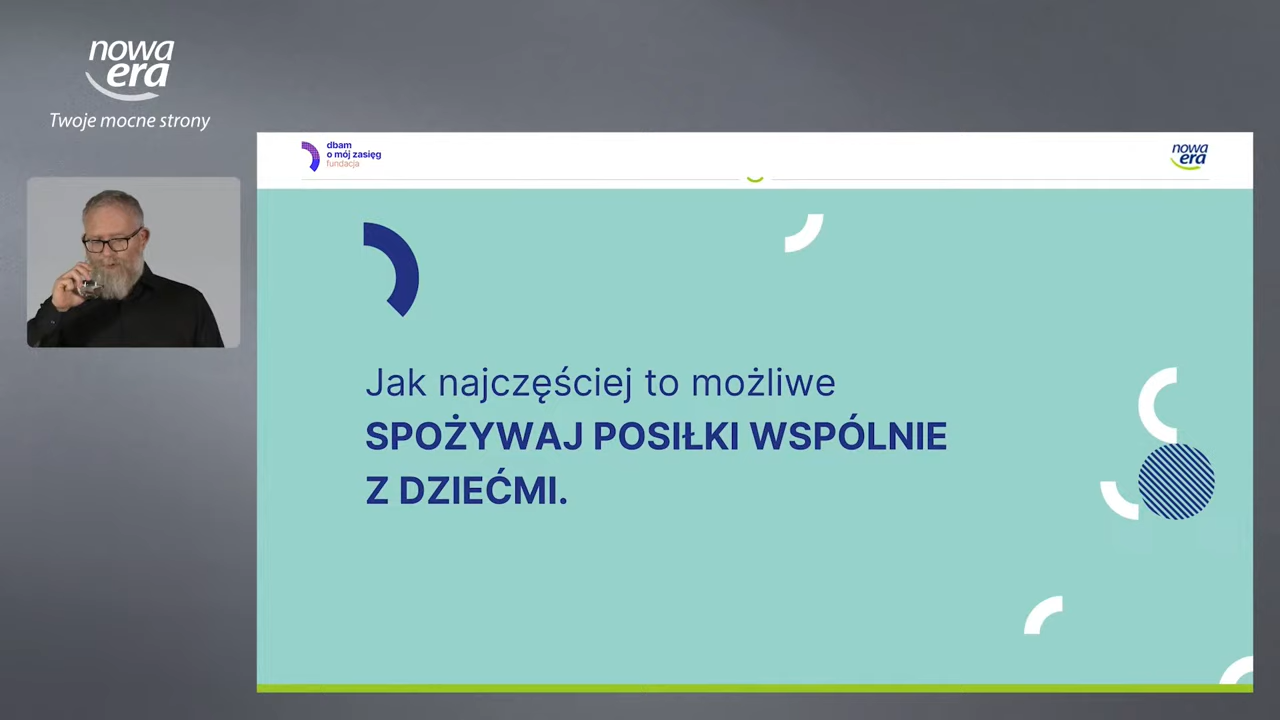 nowa
era
Twoje mocne strony
dbam
o mój zasięg
fundacja
nowa
era
Jak najczęściej to możliwe
SPOŻYWAJ POSIŁKI WSPÓLNIE
Z DZIEĆMI.